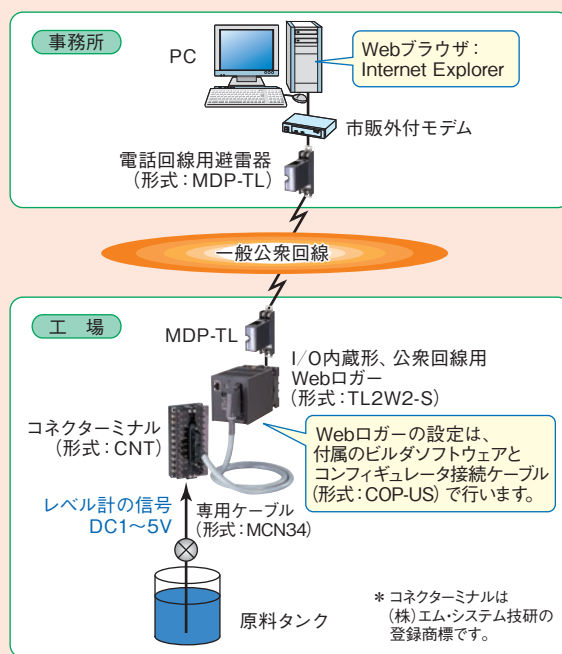 事務所
PC
Webブラウザ：
Internet Explorer
市販外付モデム
電話回線用避雷器
（形式：MDP-TL）
一般公衆回線
工　場
MDP-TL
I/O内蔵形、公衆回線用
Webロガー
（形式：TL2W2-S）
コネクターミナル
（形式：CNT）
Webロガーの設定は、
付属のビルダソフトウェアと
コンフィギュレータ接続ケーブル
（形式：COP-US）で行います。
レベル計の信号
DC1〜5V
専用ケーブル
（形式：MCN34）
原料タンク
＊コネクターミナルは
（株）エム・システム技研の
登録商標です。